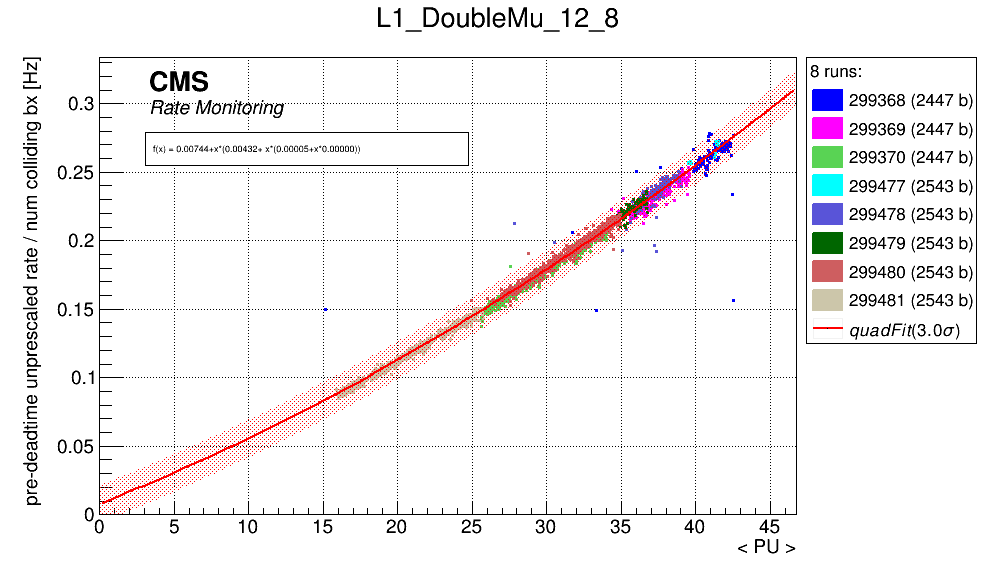 L1_DoubleMu_12_8
pre-deadtime unprescaled rate / num colliding bx [Hz]
CMS
Rate Monitoring
f(x) = 0.00744+x*(0.00432+ x*(0.00005+x*0.00000))
0.3
0.25
0.2
0.15
0.1
0.05
0
0 5 10 15 20 25 30 35 40 45
< PU >
8 runs:
299368 (2447 b)
299369 (2447 b)
299370 (2447 b)
299477 (2543 b)
299478 (2543 b)
299479 (2543 b)
299480 (2543 b)
299481 (2543 b)
quadFit(3.0σ)